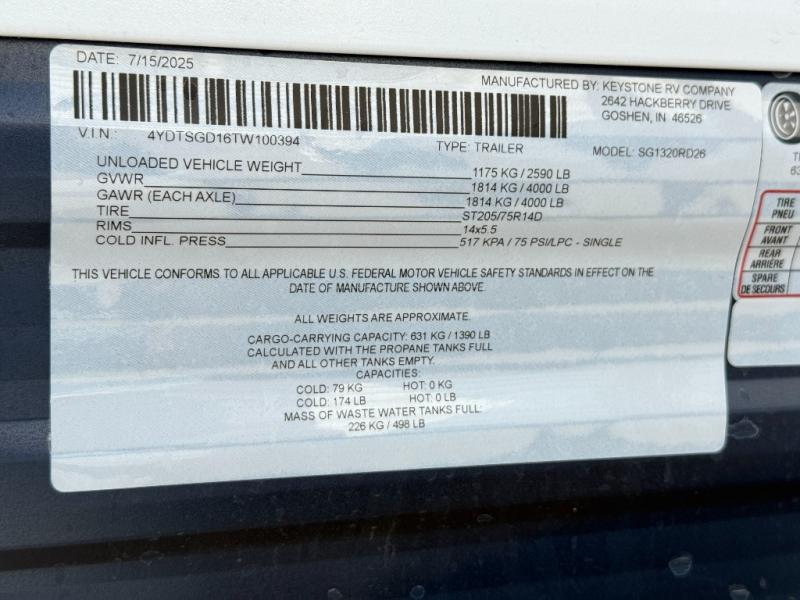 DATE: 7/15/2025
MANUFACTURED BY: KEYSTONE RV COMPANY
2642 HACKBERRY DRIVE
GOSHEN, IN 46526
V.I.N.: 4YDTSGD16TW100394
TYPE: TRAILER
MODEL: SG1320RD26
UNLOADED VEHICLE WEIGHT 1175 KG / 2590 LB
GVWR 1814 KG / 4000 LB
GAWR (EACH AXLE) 1814 KG / 4000 LB
TIRE ST205/75R14D
RIMS 14x5.5
COLD INFL. PRESS 517 KPA / 75 PSI/LPC - SINGLE
THIS VEHICLE CONFORMS TO ALL APPLICABLE U.S. FEDERAL MOTOR VEHICLE SAFETY STANDARDS IN EFFECT ON THE
DATE OF MANUFACTURE SHOWN ABOVE.
ALL WEIGHTS ARE APPROXIMATE.
CARGO-CARRYING CAPACITY: 631 KG / 1390 LB
CALCULATED WITH THE PROPANE TANKS FULL
AND ALL OTHER TANKS EMPTY.
CAPACITIES:
COLD: 79 KG HOT: 0 KG
COLD: 174 LB HOT: 0 LB
MASS OF WASTE WATER TANKS FULL:
226 KG / 498 LB
TIRE
PNEU
FRONT
AVANT
REAR
ARRIÈRE
SPARE
DE SECOURS